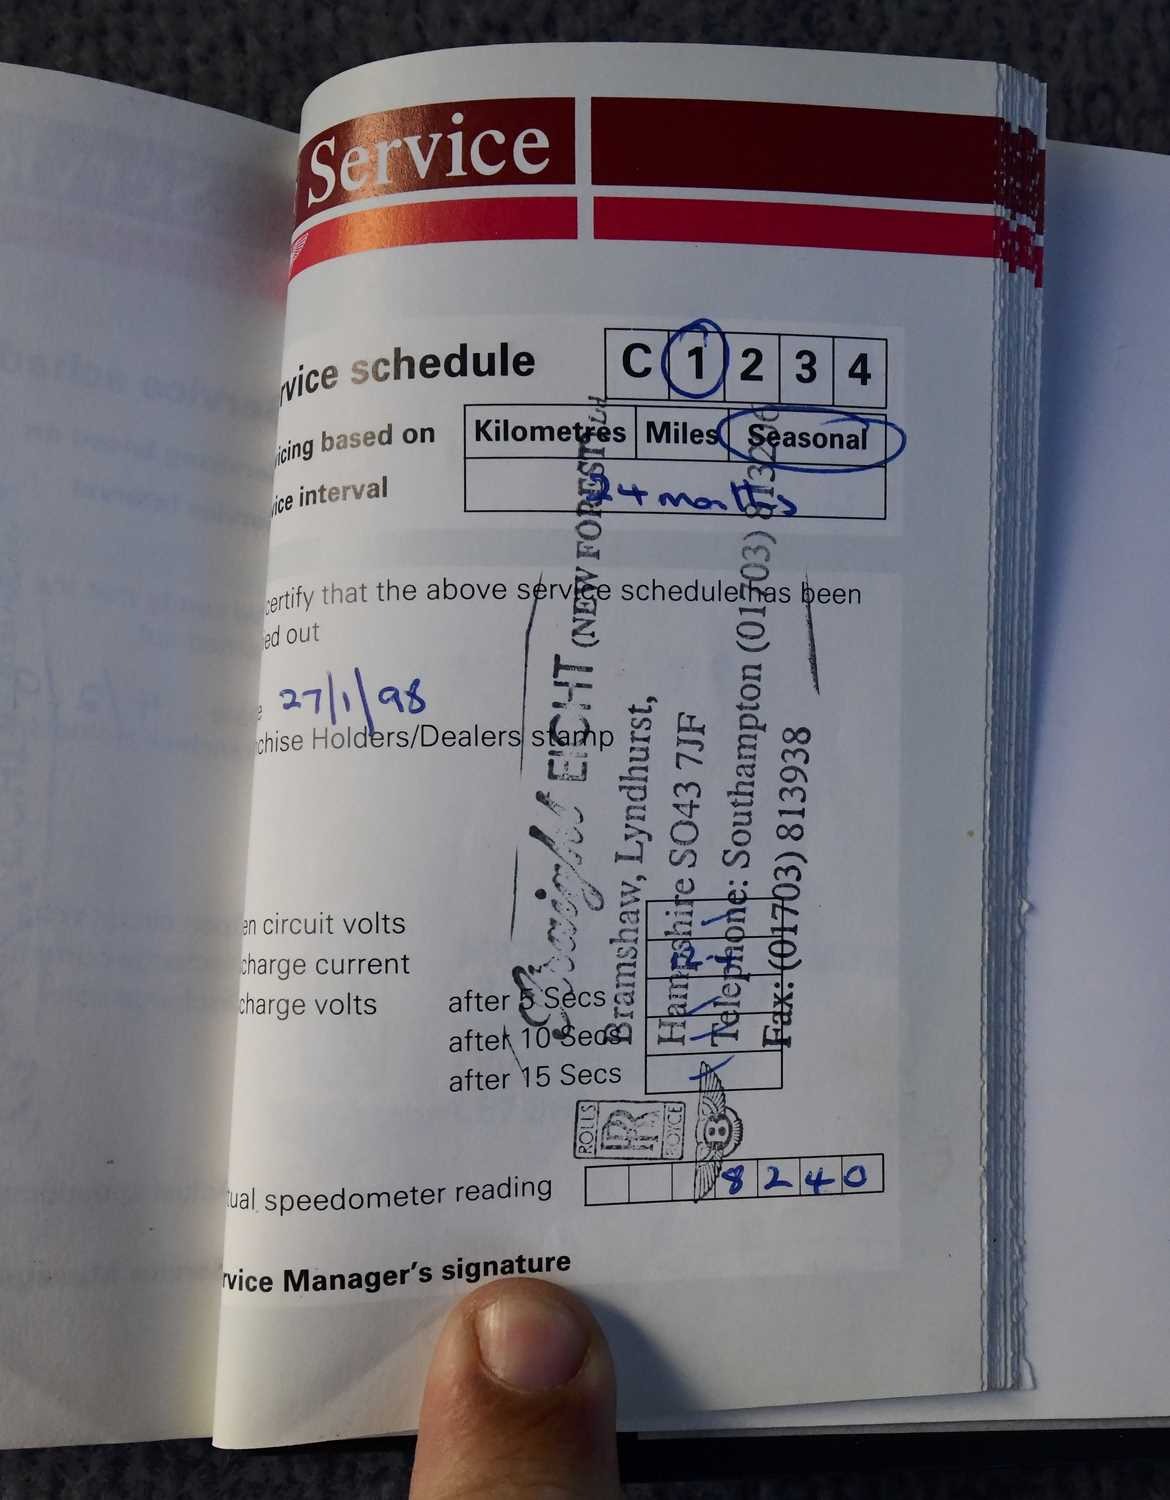 Service
rvice schedule C 1 2 3 4
icing based on Kilometres Miles Seasonal
ice interval 24 months
certify that the above service schedule has been
ed out
e 27/1/98
chise Holders/Dealers stamp
Straight EIGHT (NEW FOREST) Ltd
Bramshaw, Lyndhurst,
Hampshire SO43 7JF
Telephone: Southampton (01703)
Fax: (01703) 813938
en circuit volts
charge current
charge volts after 5 Secs
after 10 Secs
after 15 Secs
ROLLS RR ROYCE
B
tual speedometer reading 8240
rvice Manager's signature